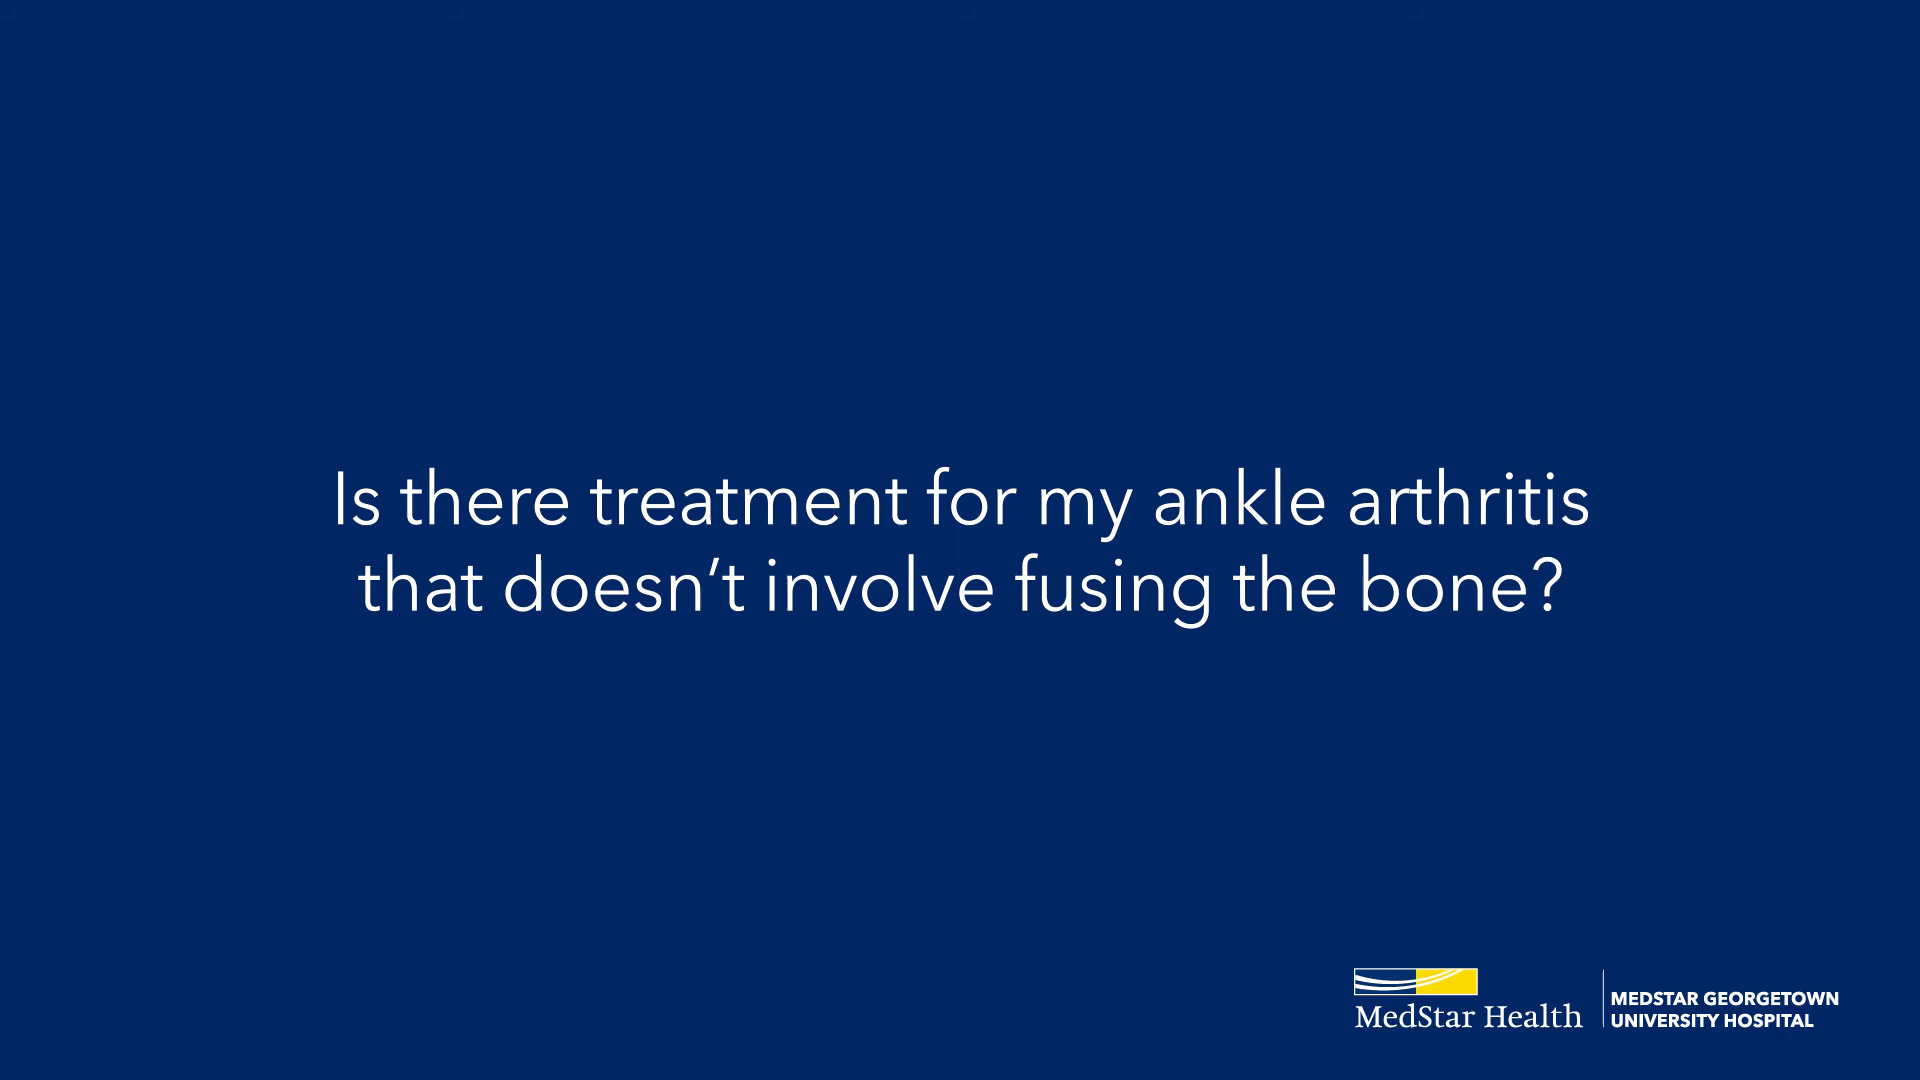 Is there treatment for my ankle arthritis
that doesn’t involve fusing the bone?
MedStar Health
MEDSTAR GEORGETOWN
UNIVERSITY HOSPITAL